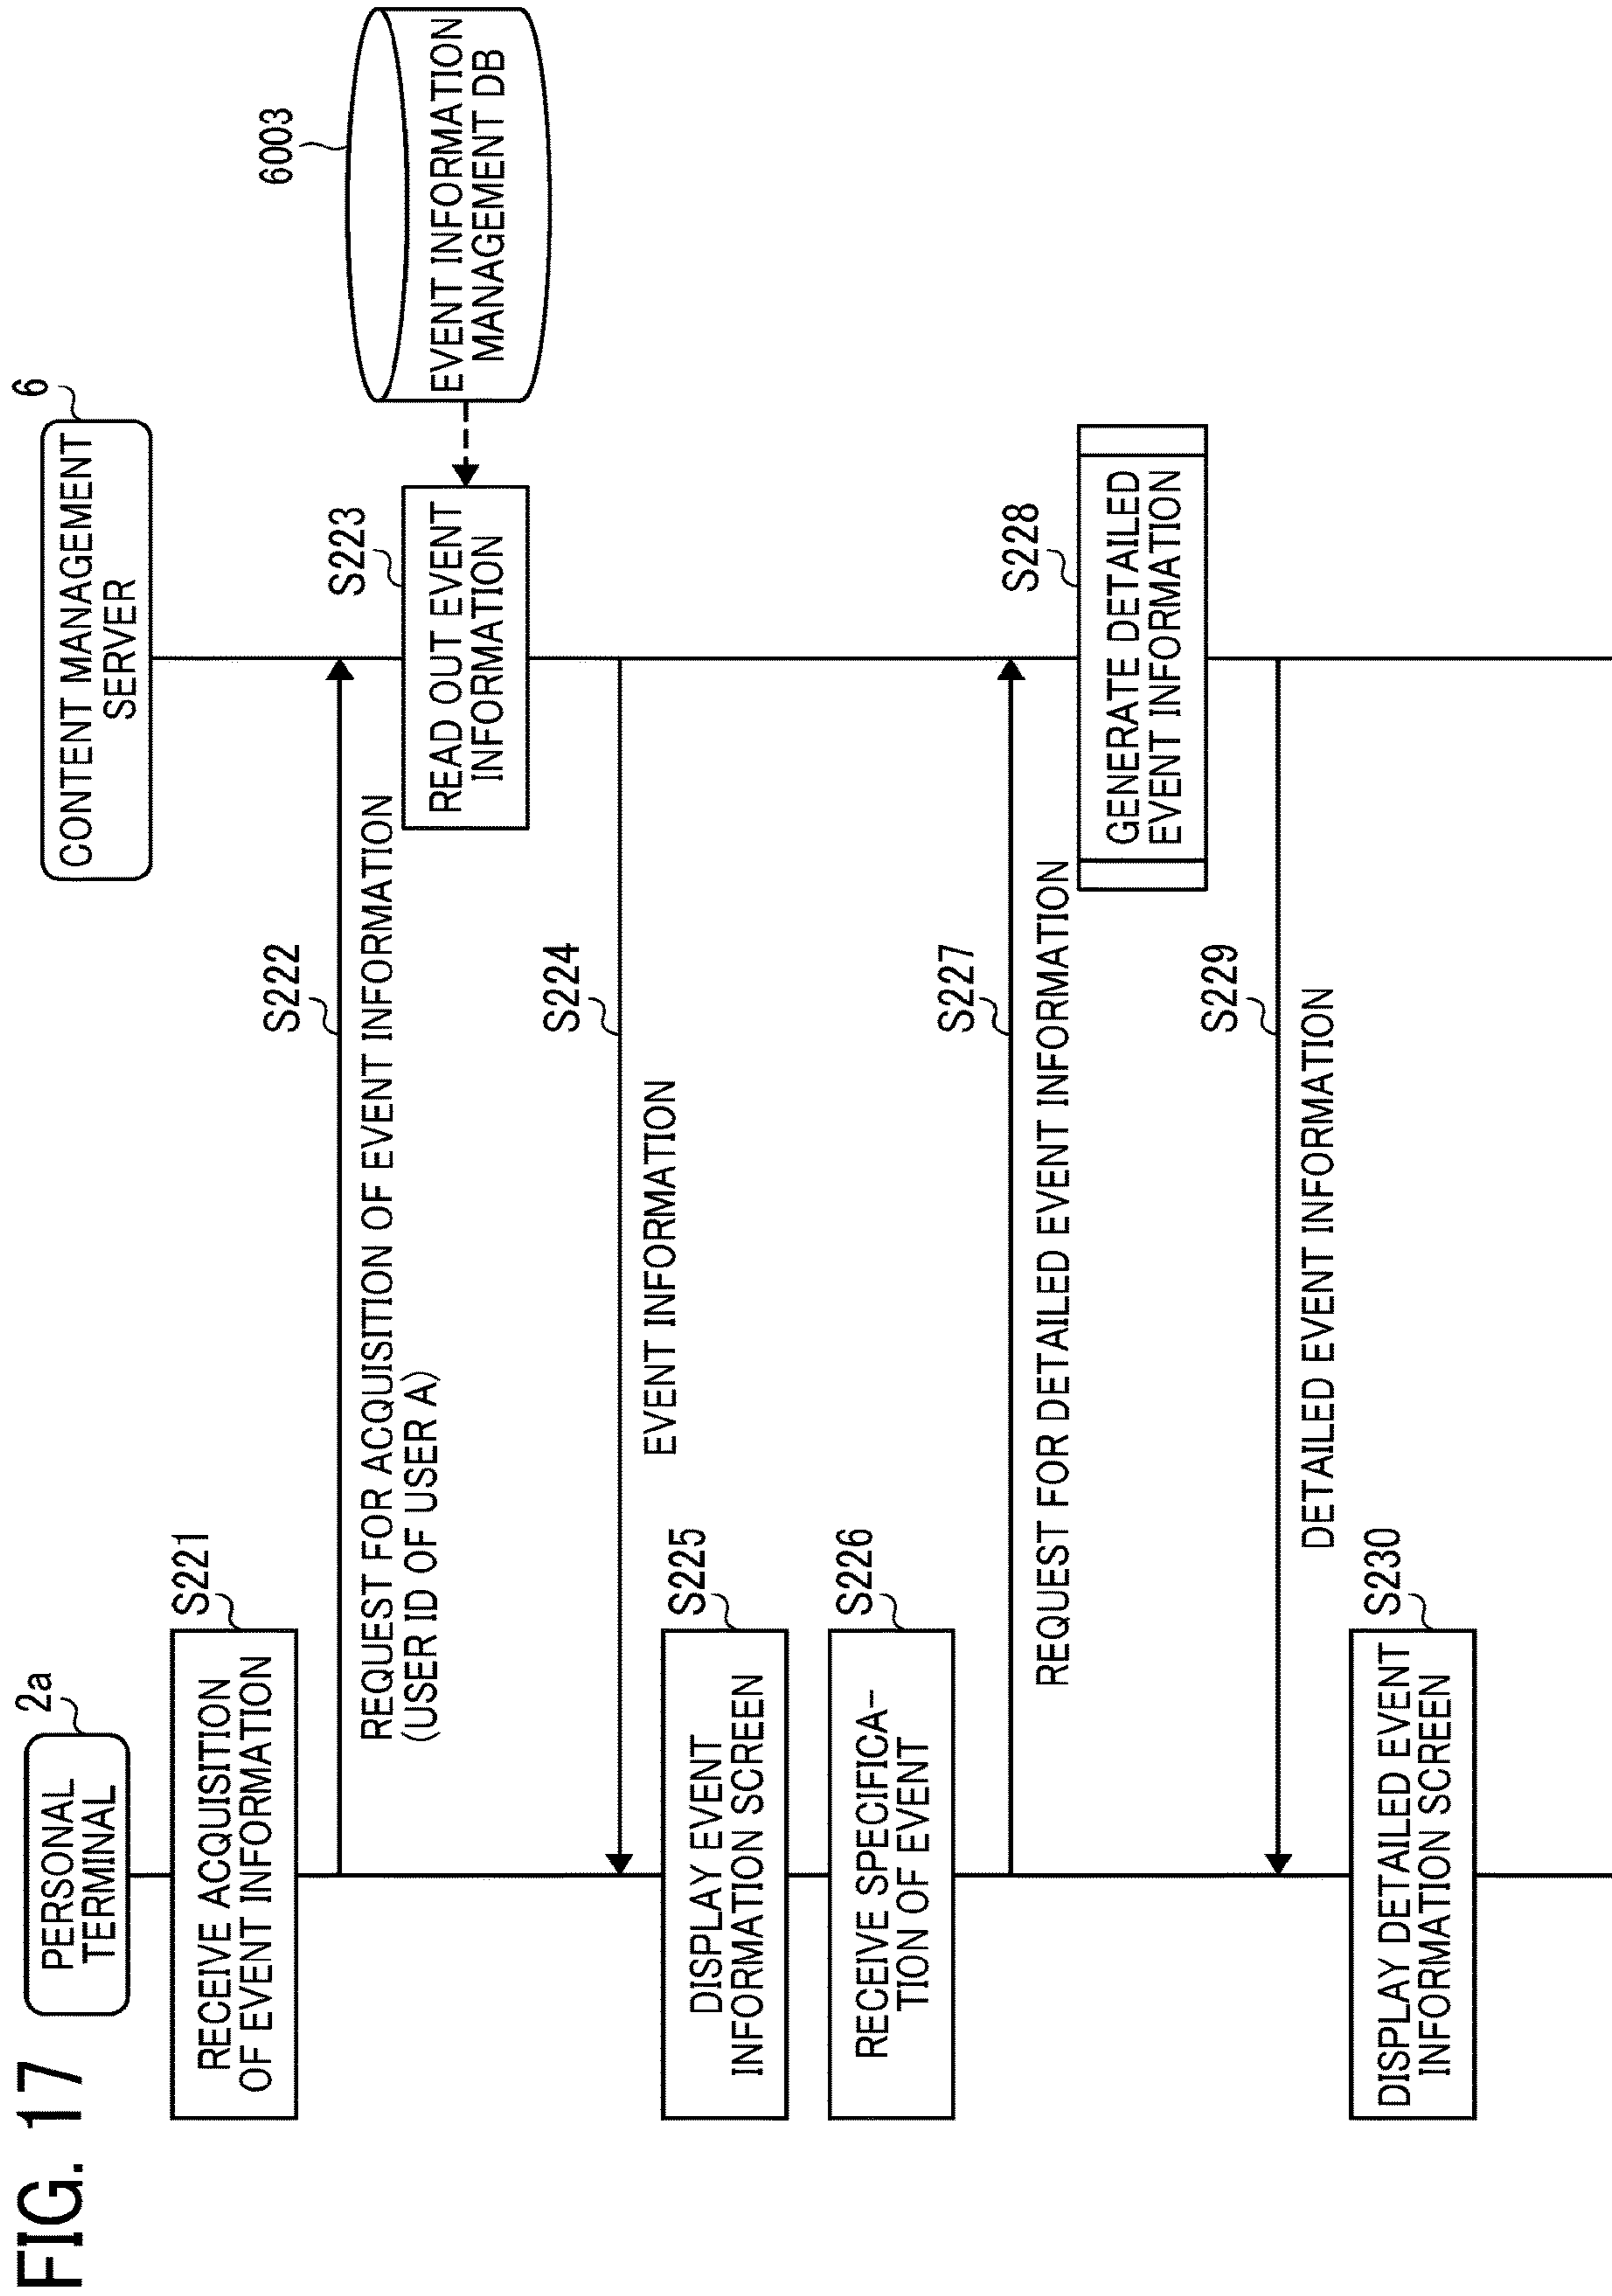 FIG. 17
PERSONAL
TERMINAL
2a
CONTENT MANAGEMENT
SERVER
6
RECEIVE ACQUISITION
OF EVENT INFORMATION
S221
S222
REQUEST FOR ACQUISITION OF EVENT INFORMATION
(USER ID OF USER A)
6003
EVENT INFORMATION
MANAGEMENT DB
S223
READ OUT EVENT
INFORMATION
S224
EVENT INFORMATION
S225
DISPLAY EVENT
INFORMATION SCREEN
S226
RECEIVE SPECIFICA-
TION OF EVENT
S227
REQUEST FOR DETAILED EVENT INFORMATION
S228
GENERATE DETAILED
EVENT INFORMATION
S229
DETAILED EVENT INFORMATION
S230
DISPLAY DETAILED EVENT
INFORMATION SCREEN